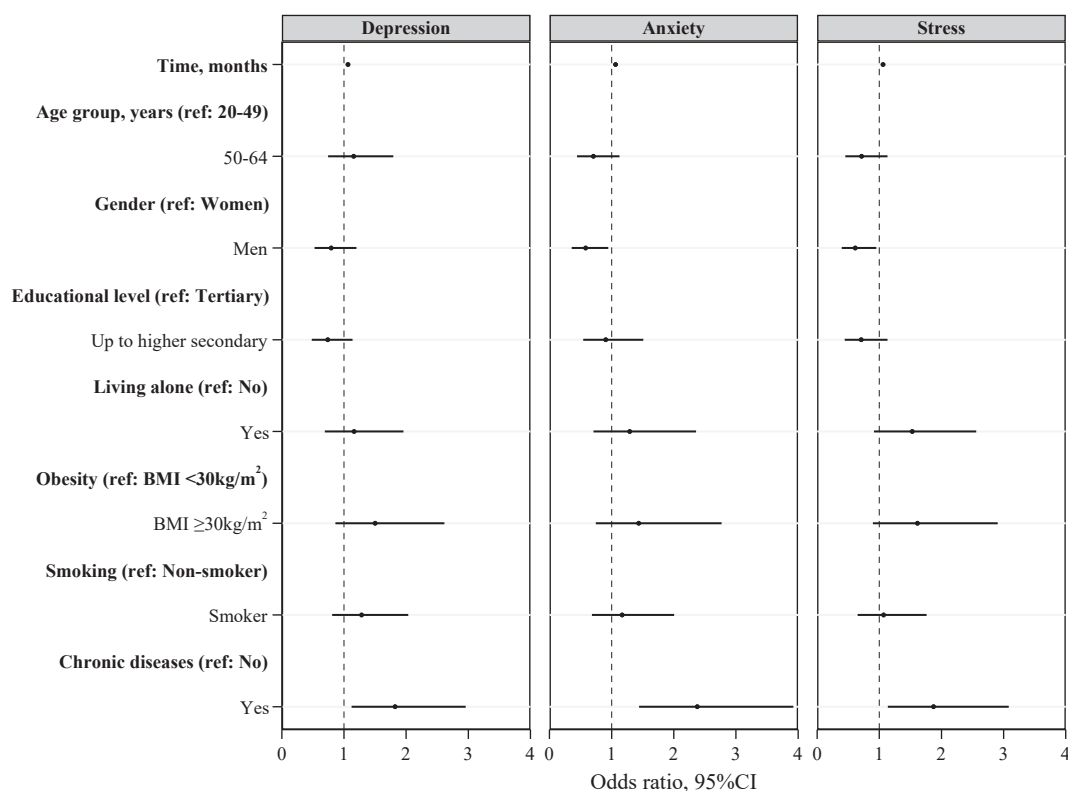 Depression Anxiety Stress
Time, months
Age group, years (ref: 20-49)
50-64
Gender (ref: Women)
Men
Educational level (ref: Tertiary)
Up to higher secondary
Living alone (ref: No)
Yes
Obesity (ref: BMI <30kg/m²)
BMI ≥30kg/m²
Smoking (ref: Non-smoker)
Smoker
Chronic diseases (ref: No)
Yes
0 1 2 3 4 0 1 2 3 4 0 1 2 3 4
Odds ratio, 95%CI